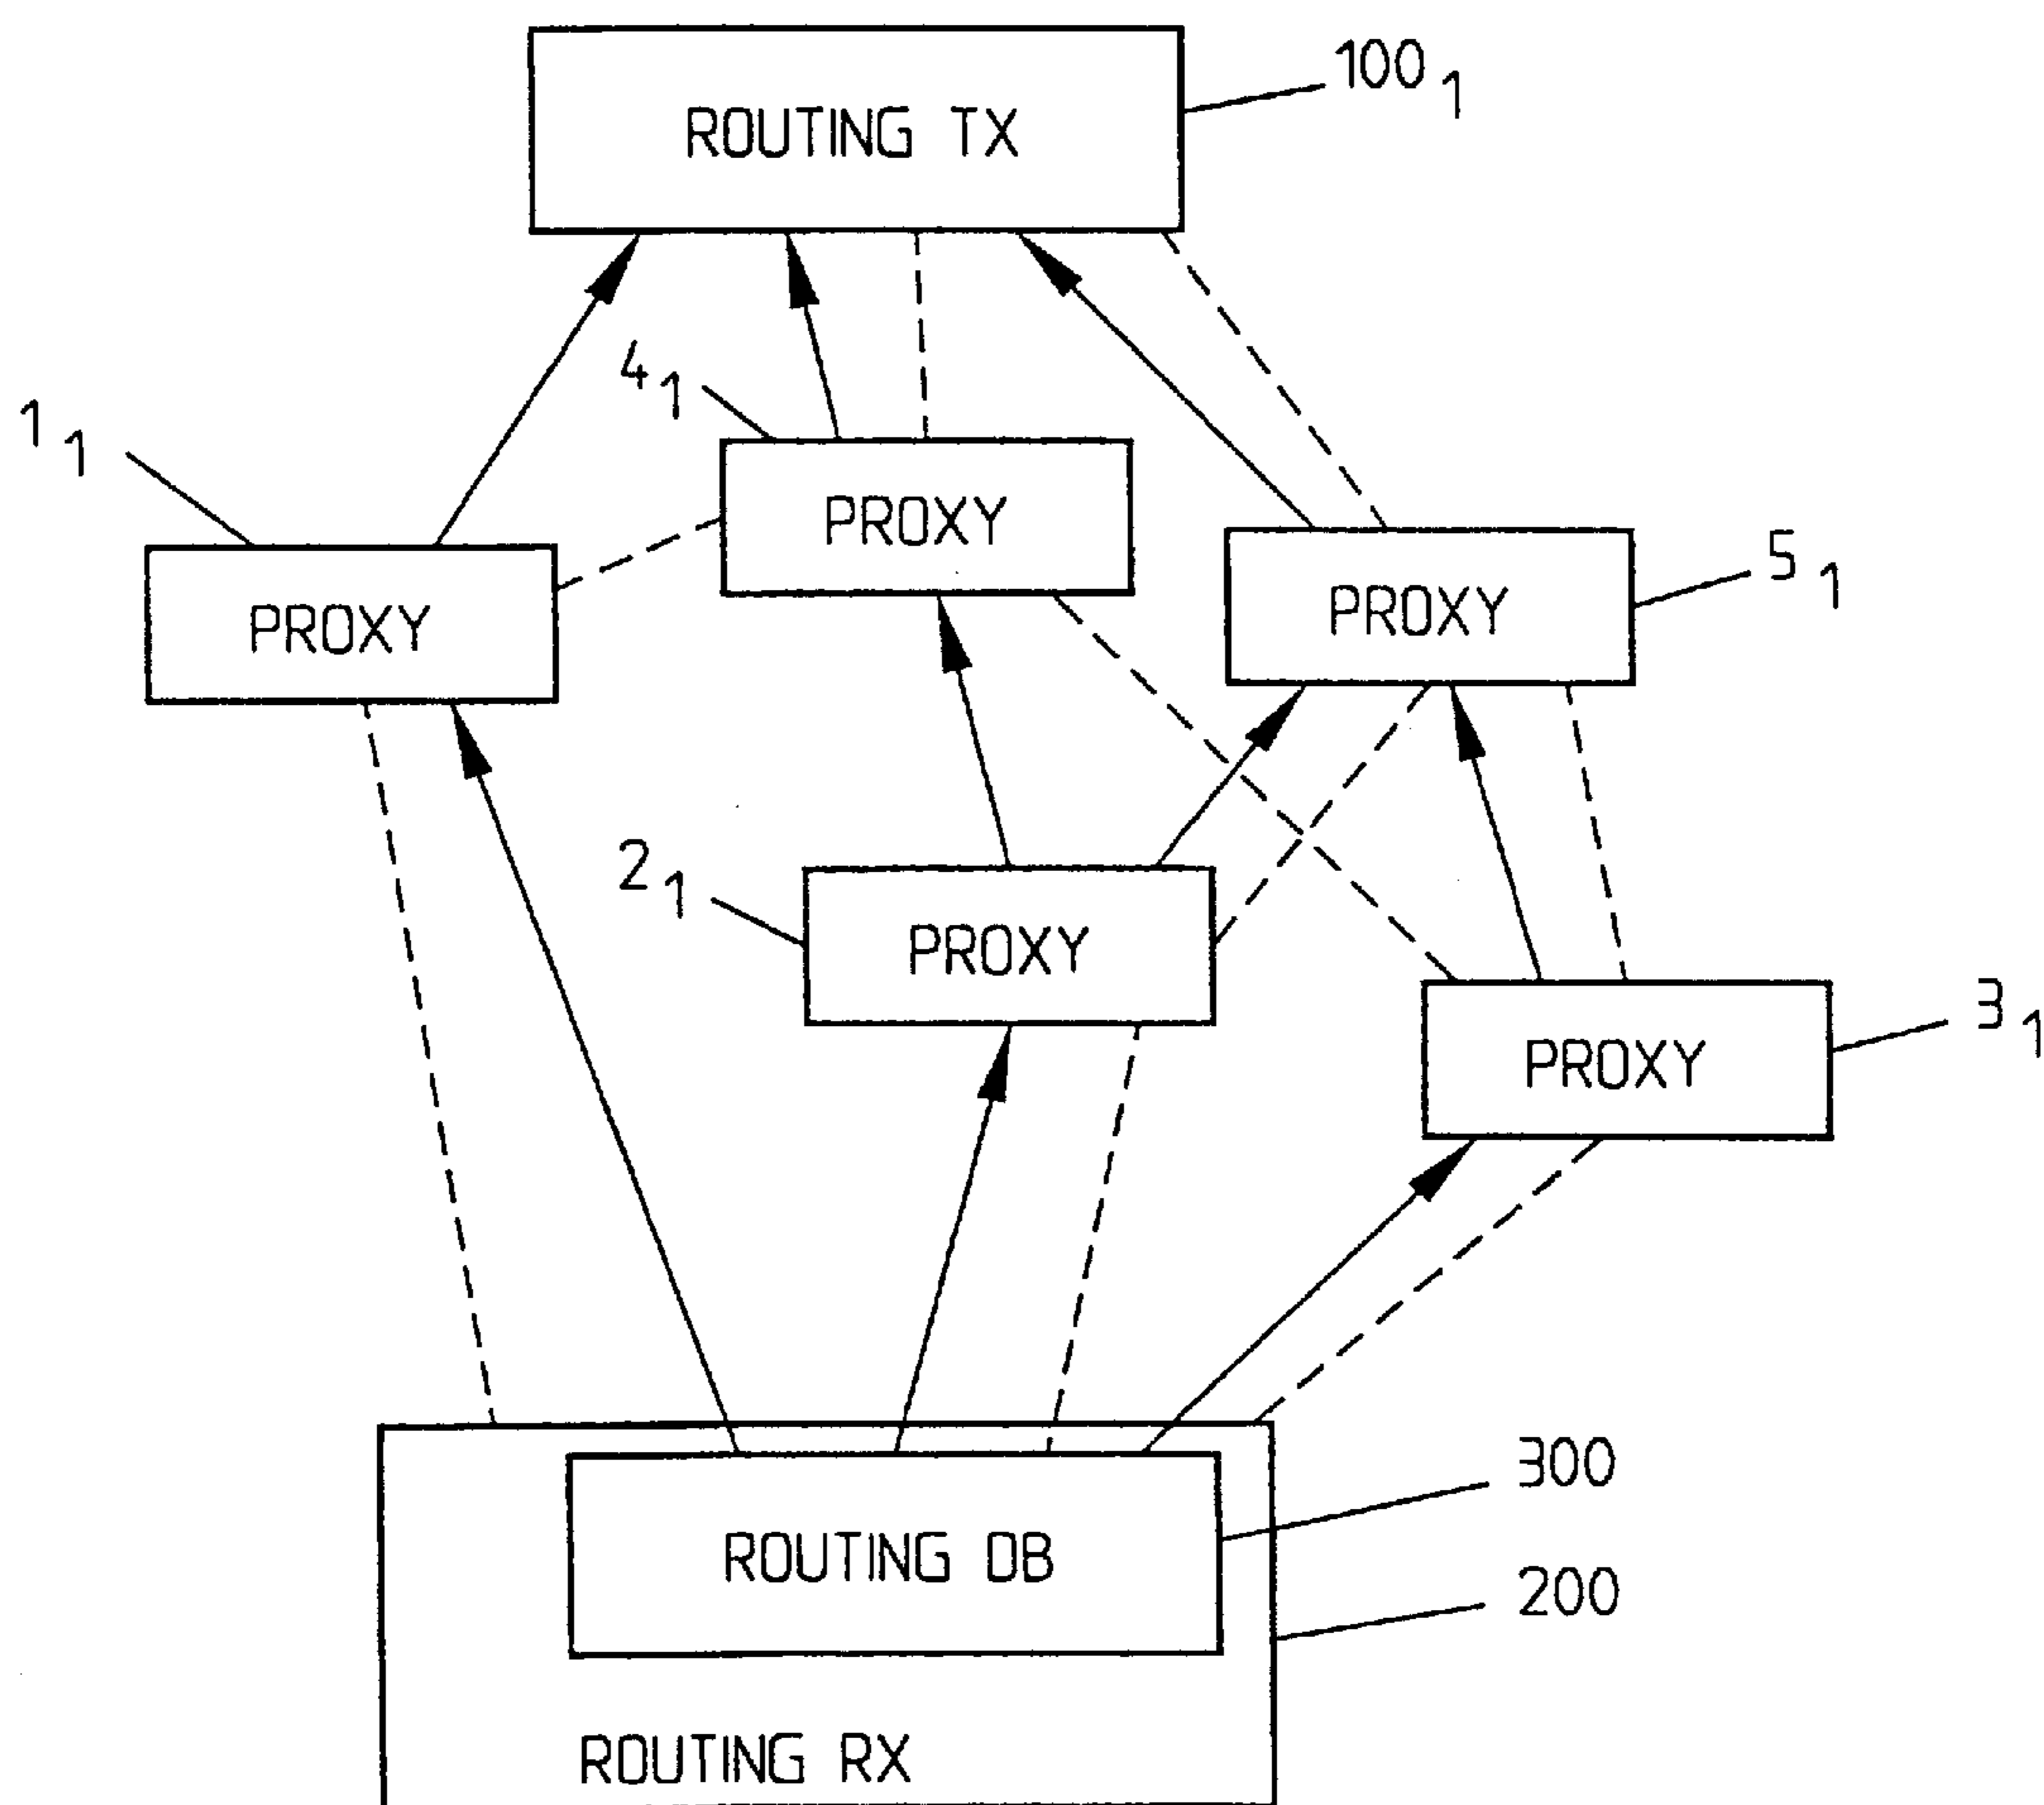 ROUTING TX
100 1
4 1
1 1
PROXY
5 1
PROXY
PROXY
2 1
PROXY
3 1
PROXY
300
ROUTING DB
200
ROUTING RX